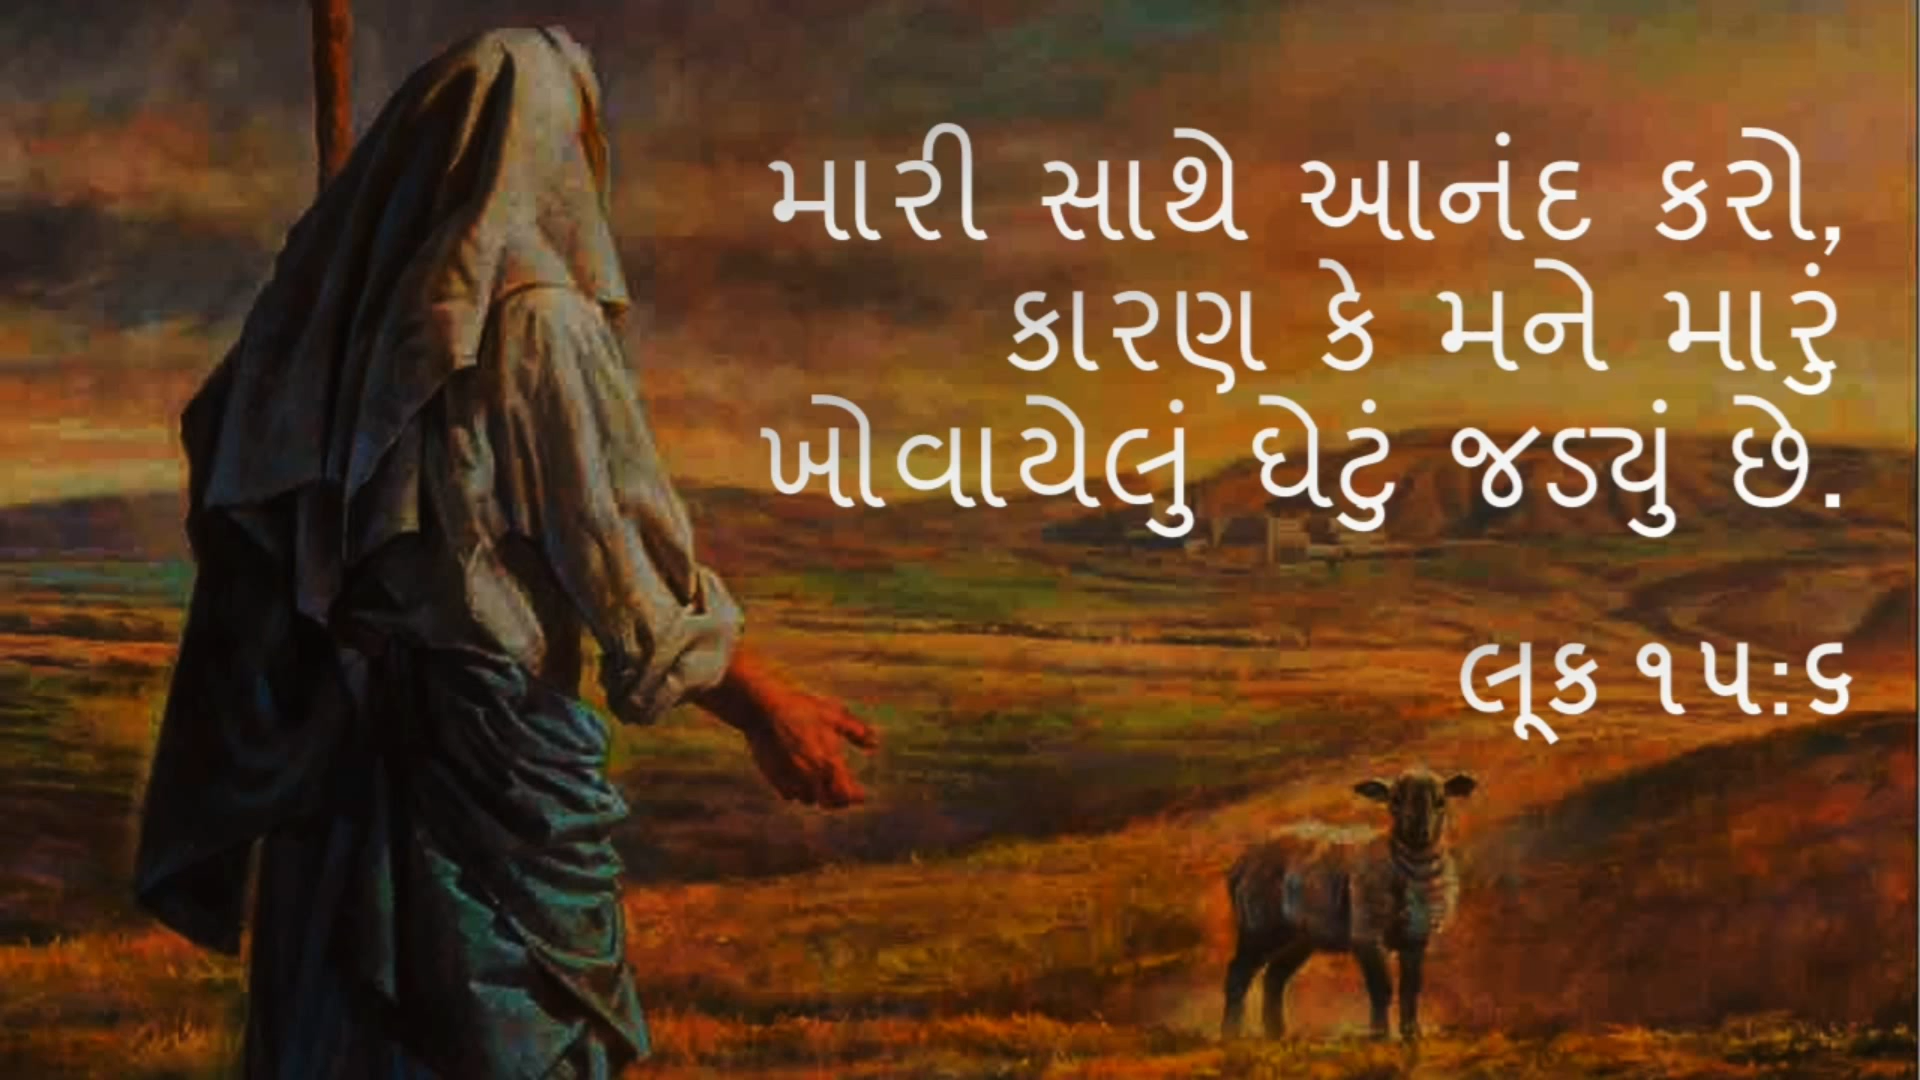 મારી સાથે આનંદ કરો,
કારણ કે મને મારું
ખોવાયેલું ઘેટું જડ્યું છે.
લૂક ૧૫:૬